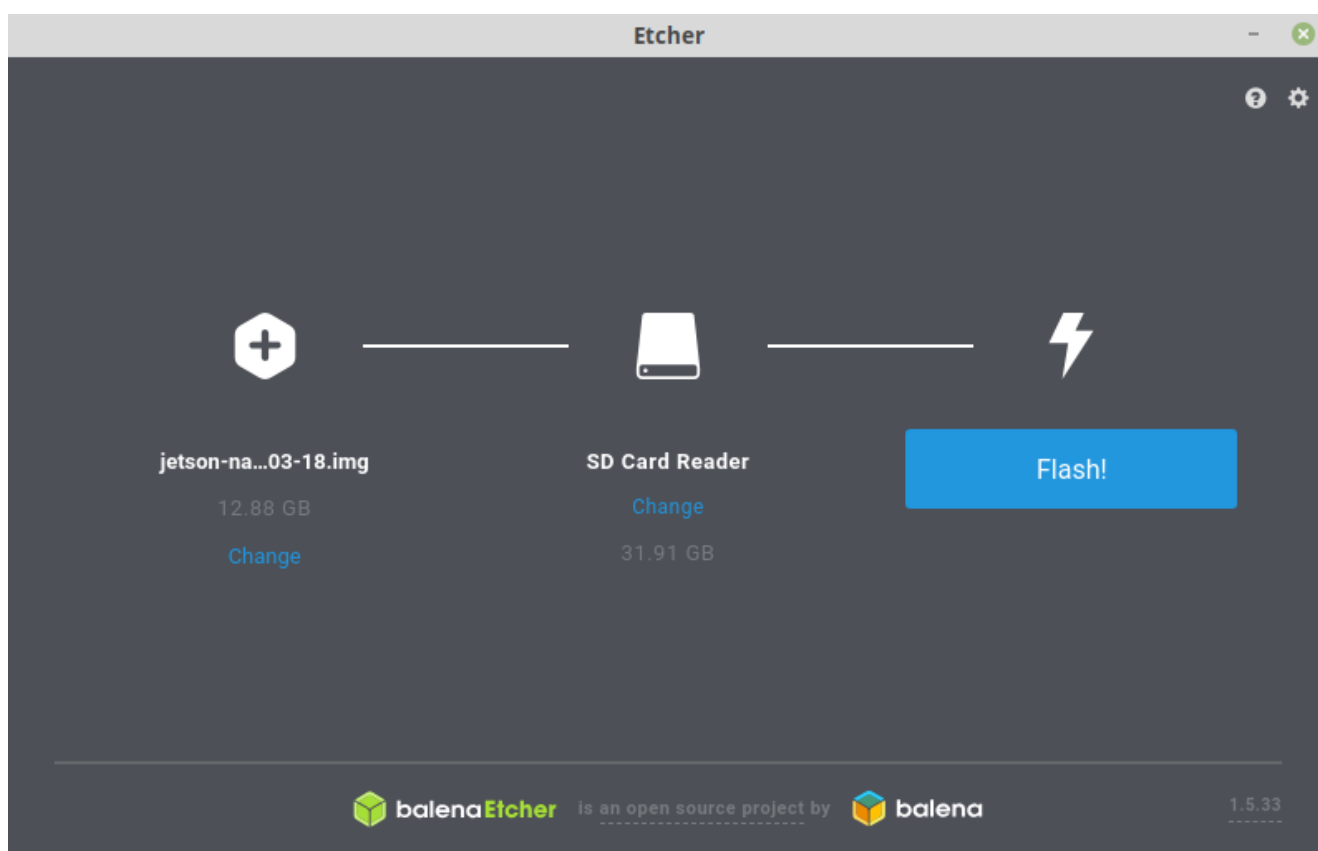 Etcher
jetson-na...03-18.img
12.88 GB
Change
SD Card Reader
Change
31.91 GB
Flash!
balenaEtcher is an open source project by balena 1.5.33